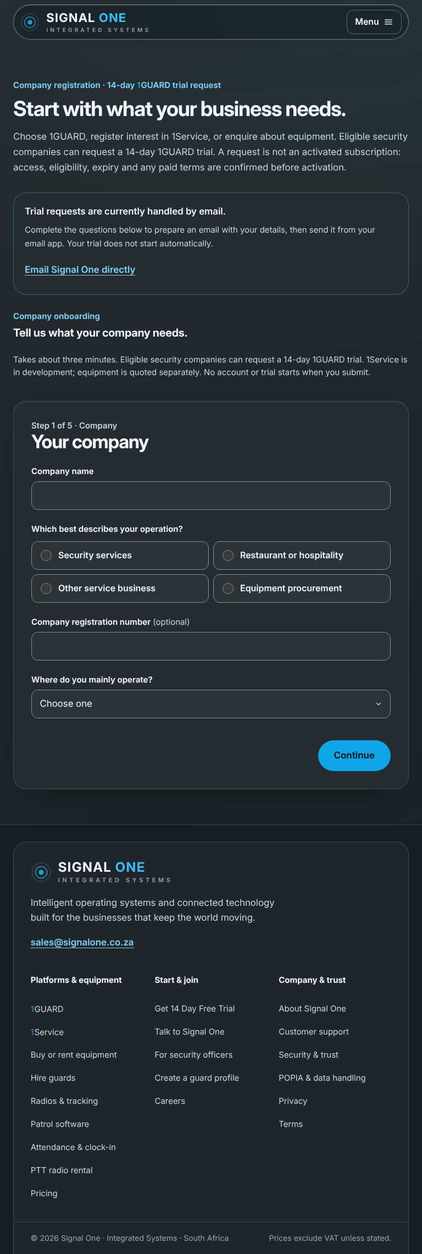 SIGNAL ONE
INTEGRATED SYSTEMS
Menu
Company registration · 14-day 1GUARD trial request
Start with what your business needs.
Choose 1GUARD, register interest in 1Service, or enquire about equipment. Eligible security
companies can request a 14-day 1GUARD trial. A request is not an activated subscription:
access, eligibility, expiry and any paid terms are confirmed before activation.
Trial requests are currently handled by email.
Complete the questions below to prepare an email with your details, then send it from your
email app. Your trial does not start automatically.
Email Signal One directly
Company onboarding
Tell us what your company needs.
Takes about three minutes. Eligible security companies can request a 14-day 1GUARD trial. 1Service is
in development; equipment is quoted separately. No account or trial starts when you submit.
Step 1 of 5 · Company
Your company
Company name
Which best describes your operation?
Security services
Restaurant or hospitality
Other service business
Equipment procurement
Company registration number (optional)
Where do you mainly operate?
Choose one
Continue
SIGNAL ONE
INTEGRATED SYSTEMS
Intelligent operating systems and connected technology
built for the businesses that keep the world moving.
sales@signalone.co.za
Platforms & equipment
1GUARD
1Service
Buy or rent equipment
Hire guards
Radios & tracking
Patrol software
Attendance & clock-in
PTT radio rental
Pricing
Start & join
Get 14 Day Free Trial
Talk to Signal One
For security officers
Create a guard profile
Careers
Company & trust
About Signal One
Customer support
Security & trust
POPIA & data handling
Privacy
Terms
© 2026 Signal One · Integrated Systems · South Africa
Prices exclude VAT unless stated.